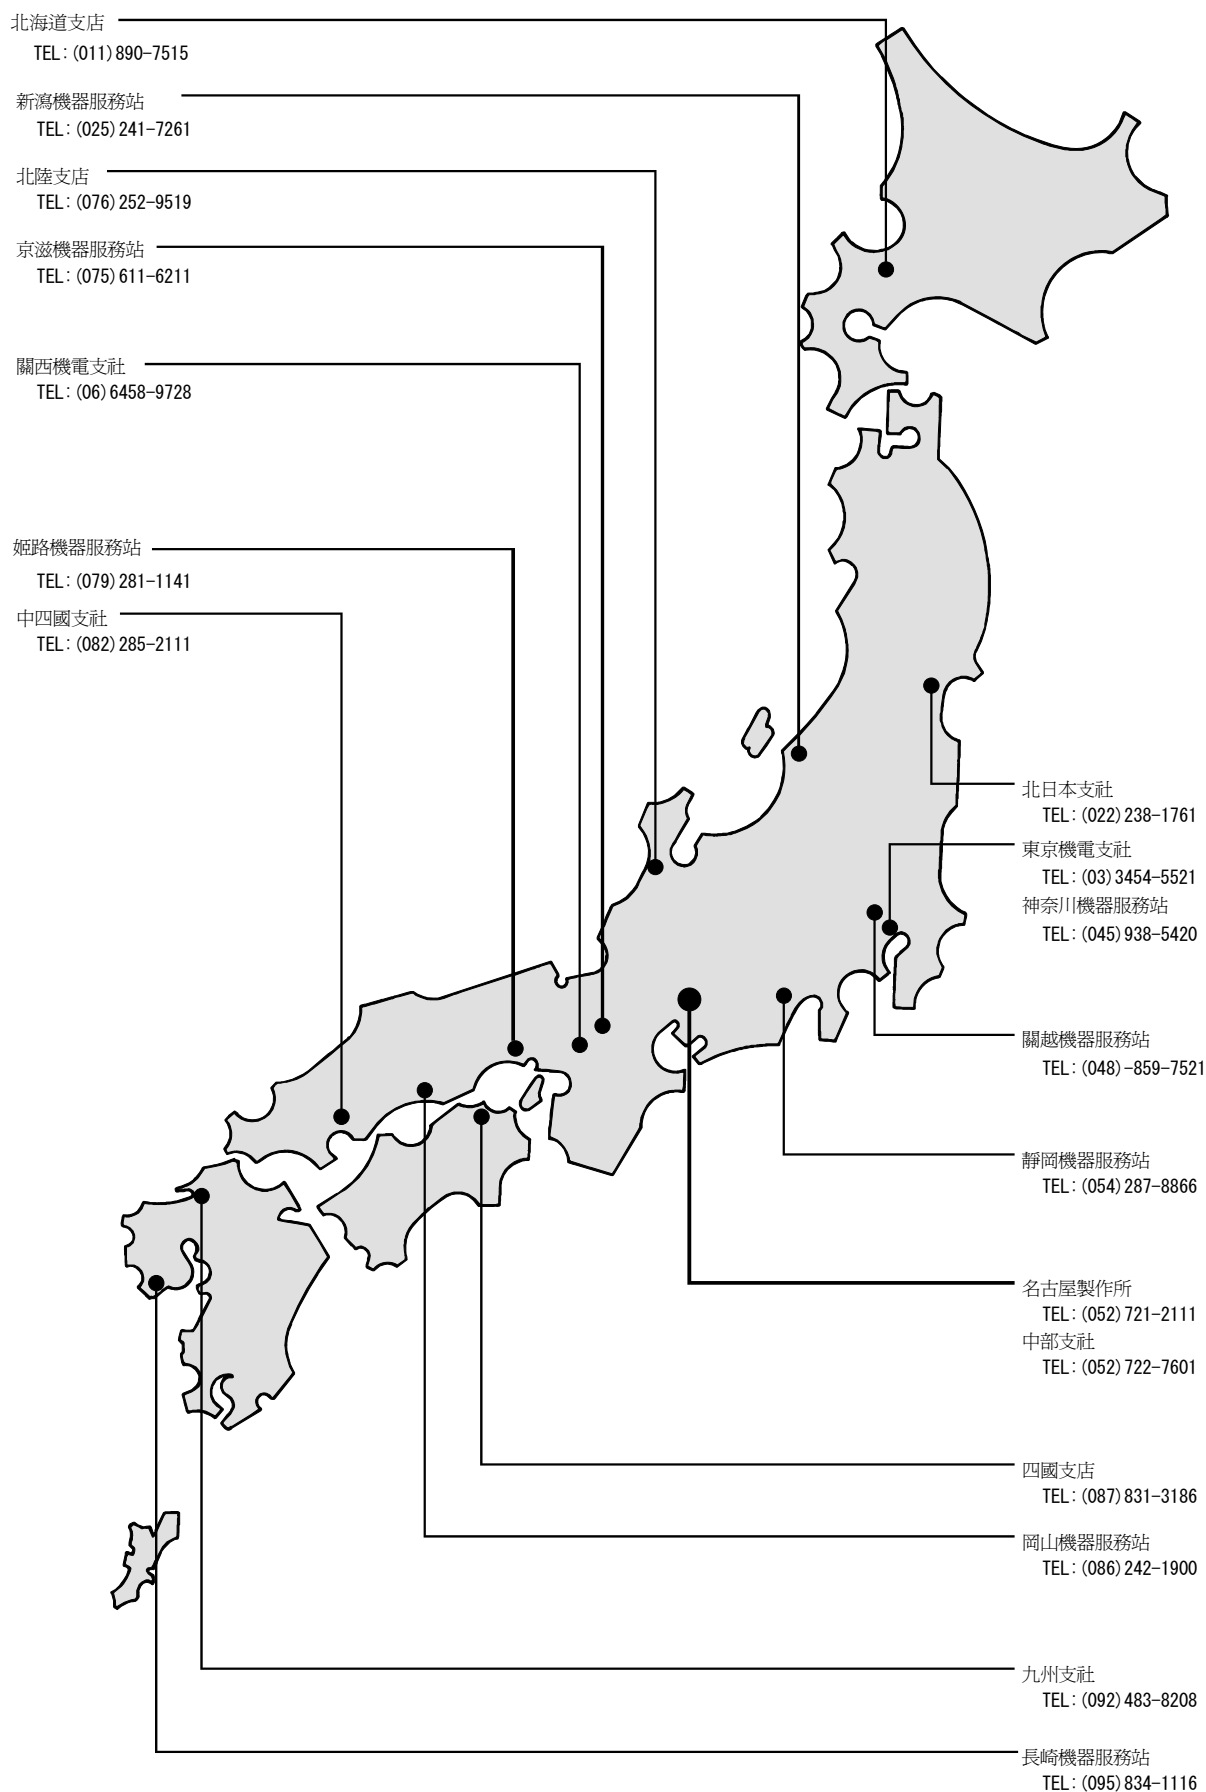 北海道支店
TEL:(011)890-7515
新瀉機器服務站
TEL:(025)241-7261
北陸支店
TEL:(076)252-9519
京滋機器服務站
TEL:(075)611-6211
關西機電支社
TEL:(06)6458-9728
姬路機器服務站
TEL:(079)281-1141
中四國支社
TEL:(082)285-2111
北日本支社
TEL:(022)238-1761
東京機電支社
TEL:(03)3454-5521
神奈川機器服務站
TEL:(045)938-5420
關越機器服務站
TEL:(048)-859-7521
靜岡機器服務站
TEL:(054)287-8866
名古屋製作所
TEL:(052)721-2111
中部支社
TEL:(052)722-7601
四國支店
TEL:(087)831-3186
岡山機器服務站
TEL:(086)242-1900
九州支社
TEL:(092)483-8208
長崎機器服務站
TEL:(095)834-1116